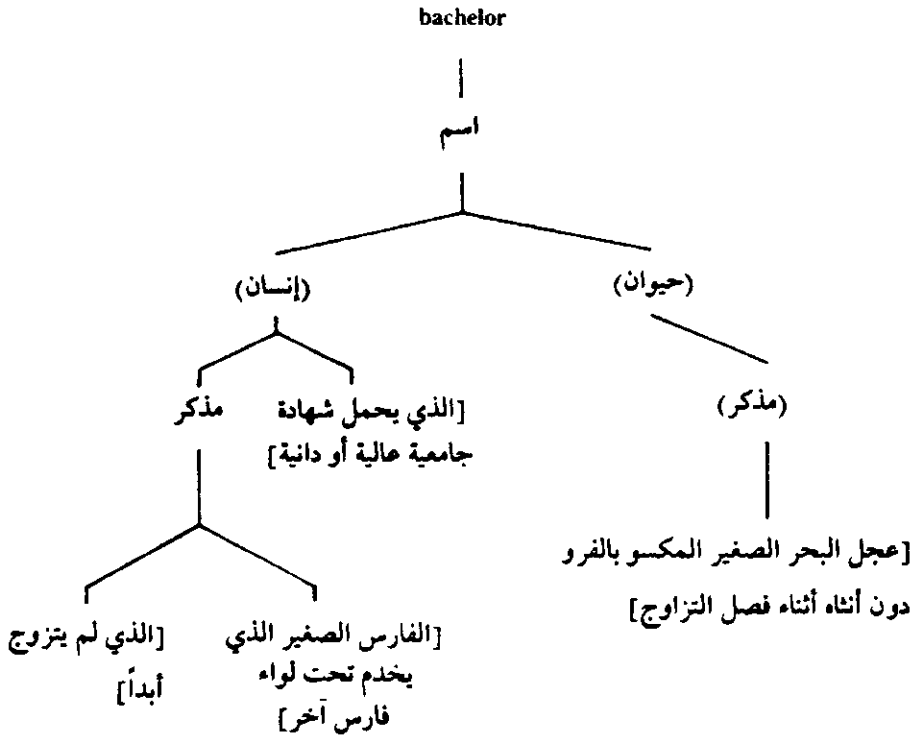 bachelor
اسم
(إنسان)
(حيوان)
مذكر
[الذي يحمل شهادة
جامعية عالية أو دانية]
(مذكر)
[عجل البحر الصغير المكسو بالفرو
دون أنثاه أثناء فصل التزاوج]
[الفارس الصغير الذي
يخدم تحت لواء
فارس آخر]
[الذي لم يتزوج
أبداً]